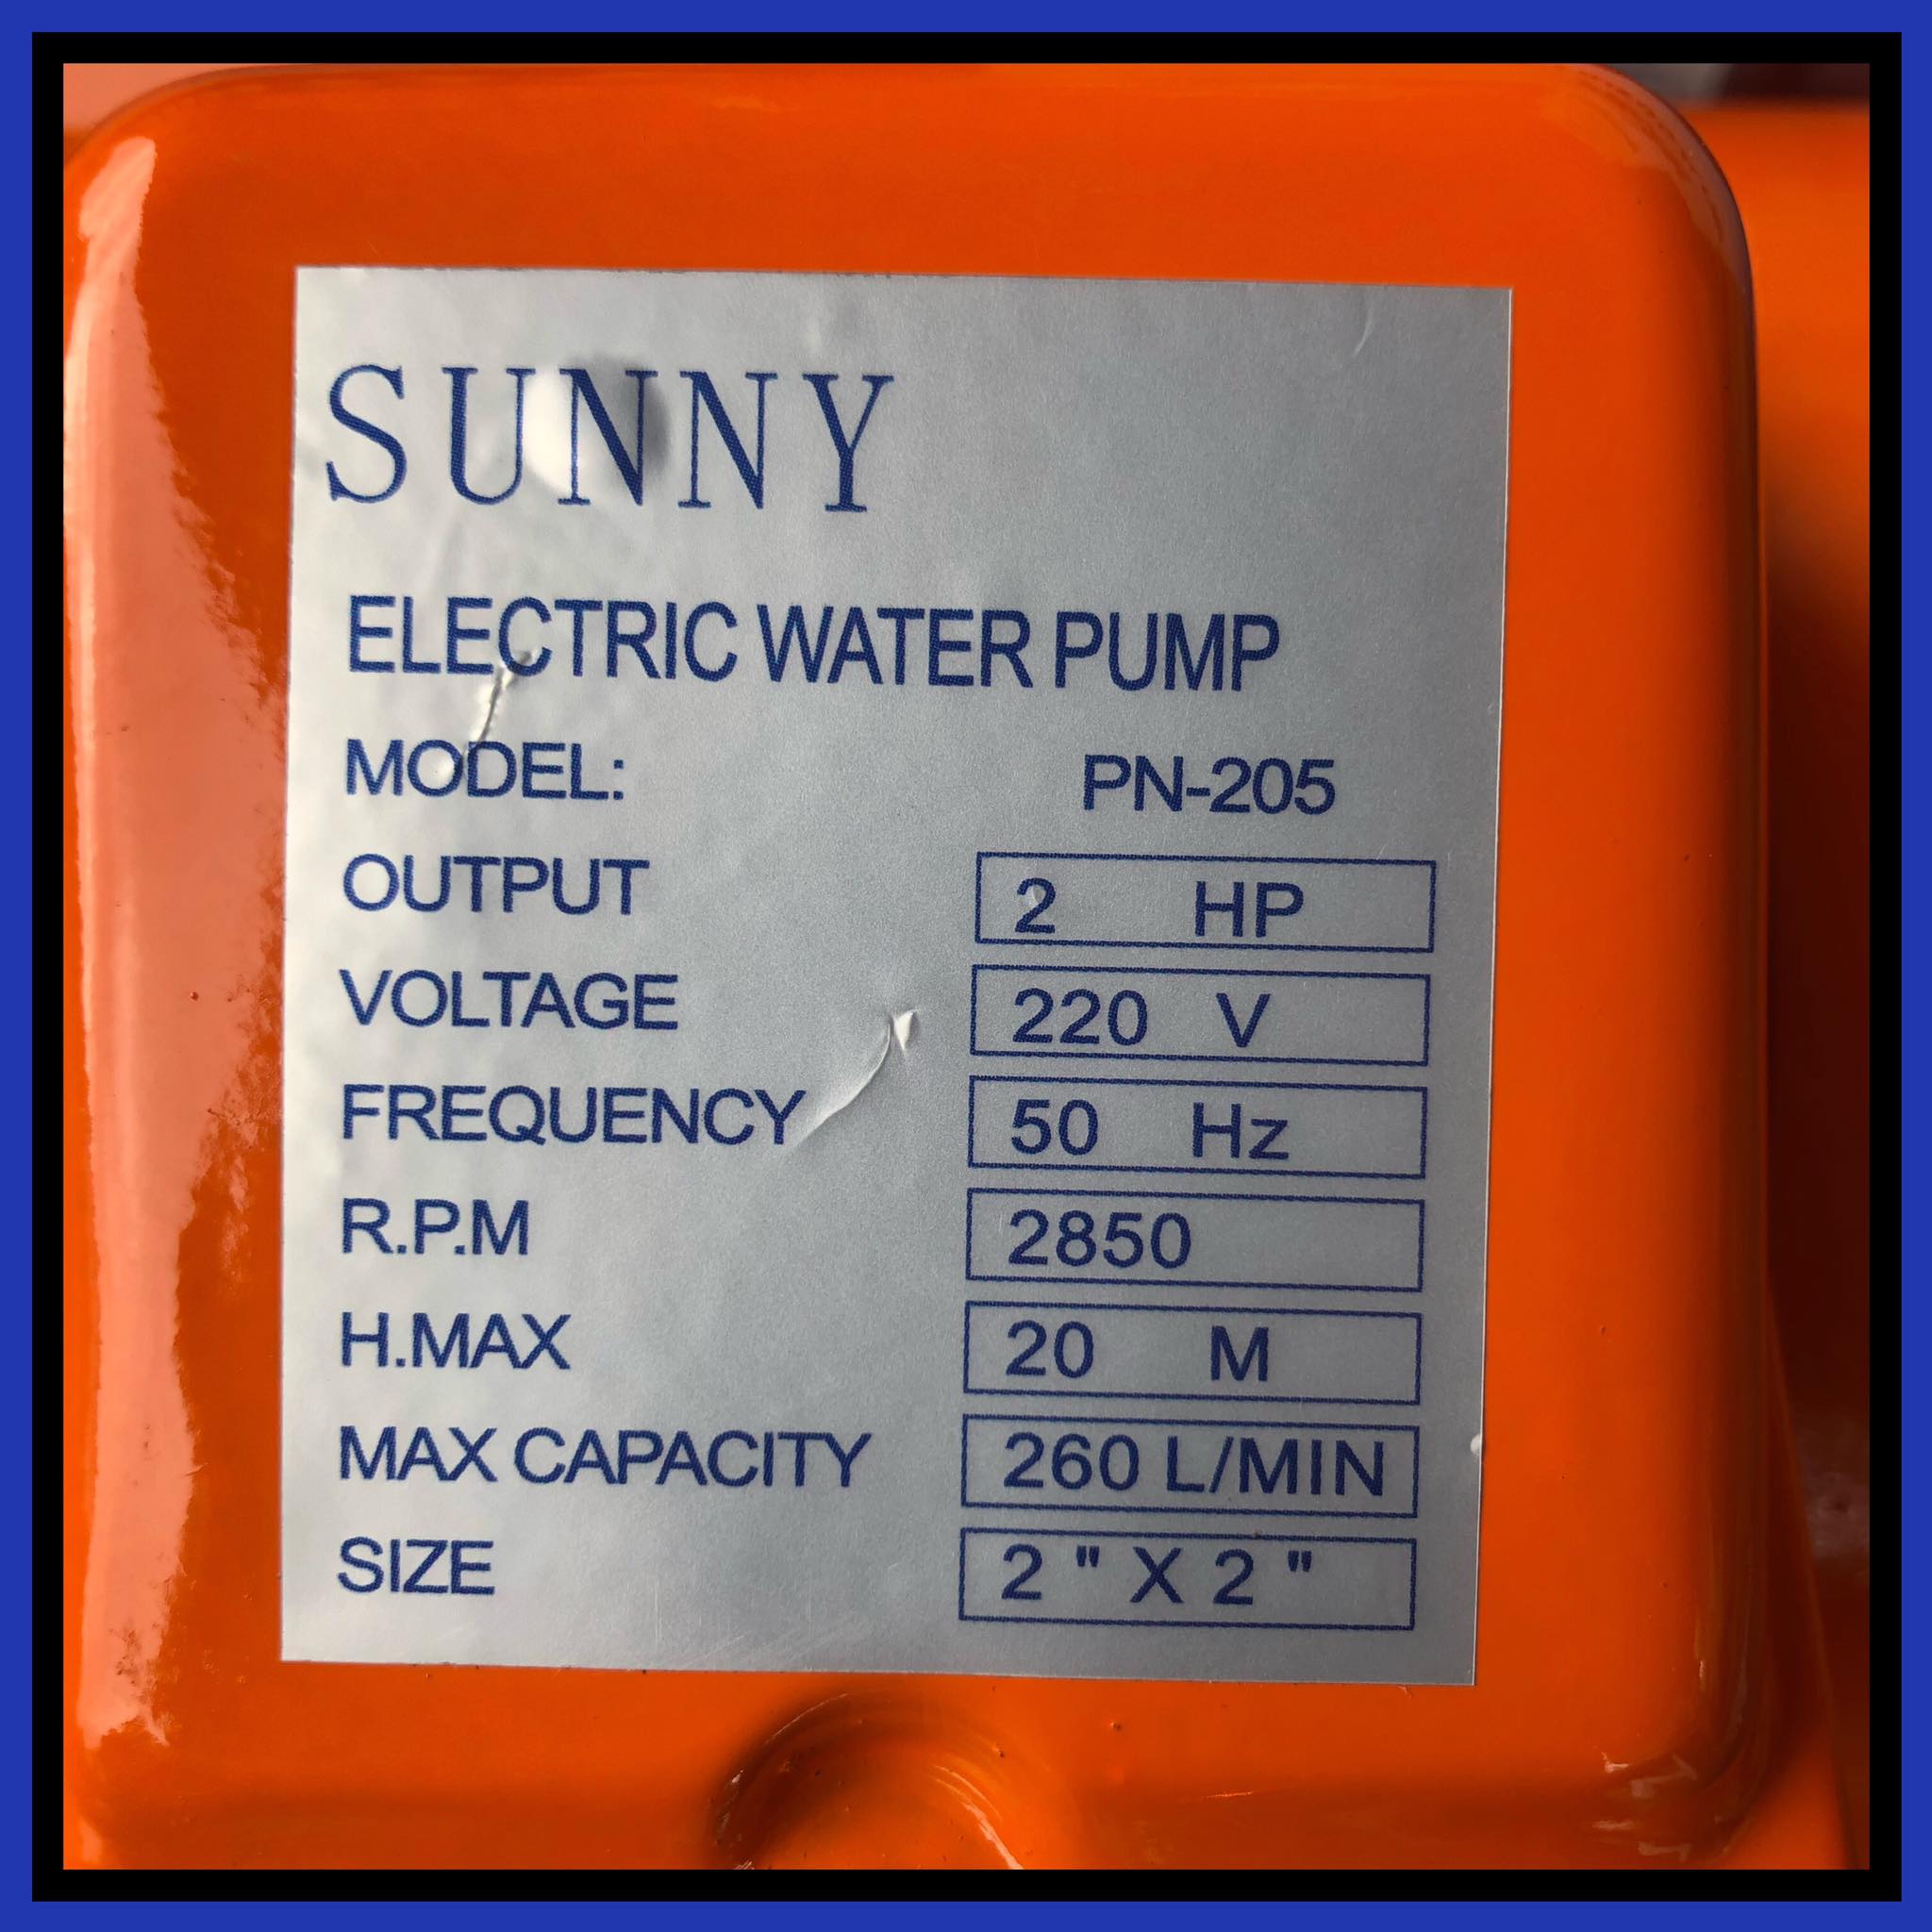 SUNNY
ELECTRIC WATER PUMP
MODEL: PN-205
OUTPUT 2 HP
VOLTAGE 220 V
FREQUENCY 50 Hz
R.P.M 2850
H.MAX 20 M
MAX CAPACITY 260 L/MIN
SIZE 2 " X 2 "